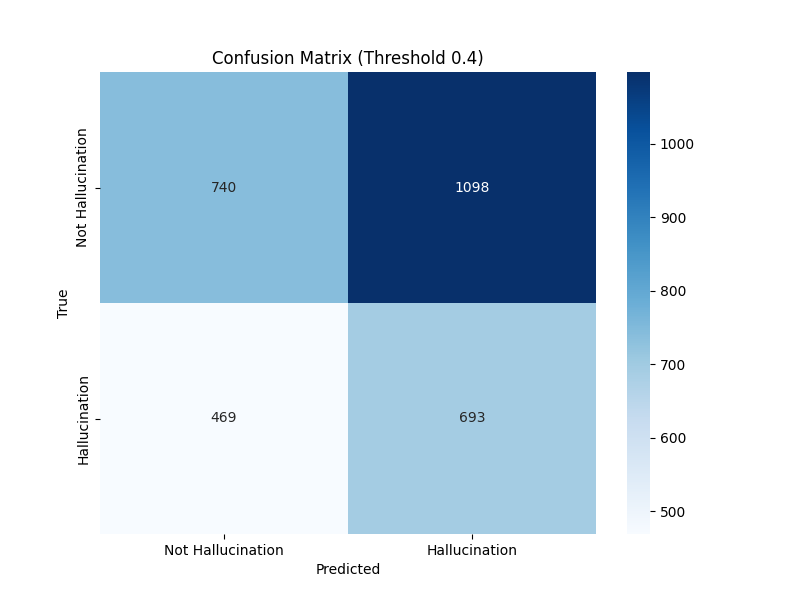 Confusion Matrix (Threshold 0.4)
True
Not Hallucination
Hallucination
740
1098
469
693
Not Hallucination
Hallucination
Predicted
1000
900
800
700
600
500